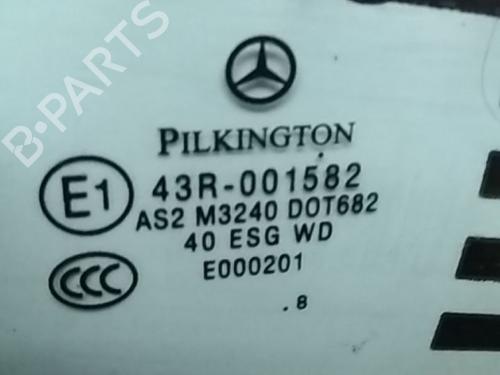 B-PARTS
PILKINGTON
E1
43R-001582
AS2 M3240 DOT682
40 ESG WD
CCC
E000201
.8